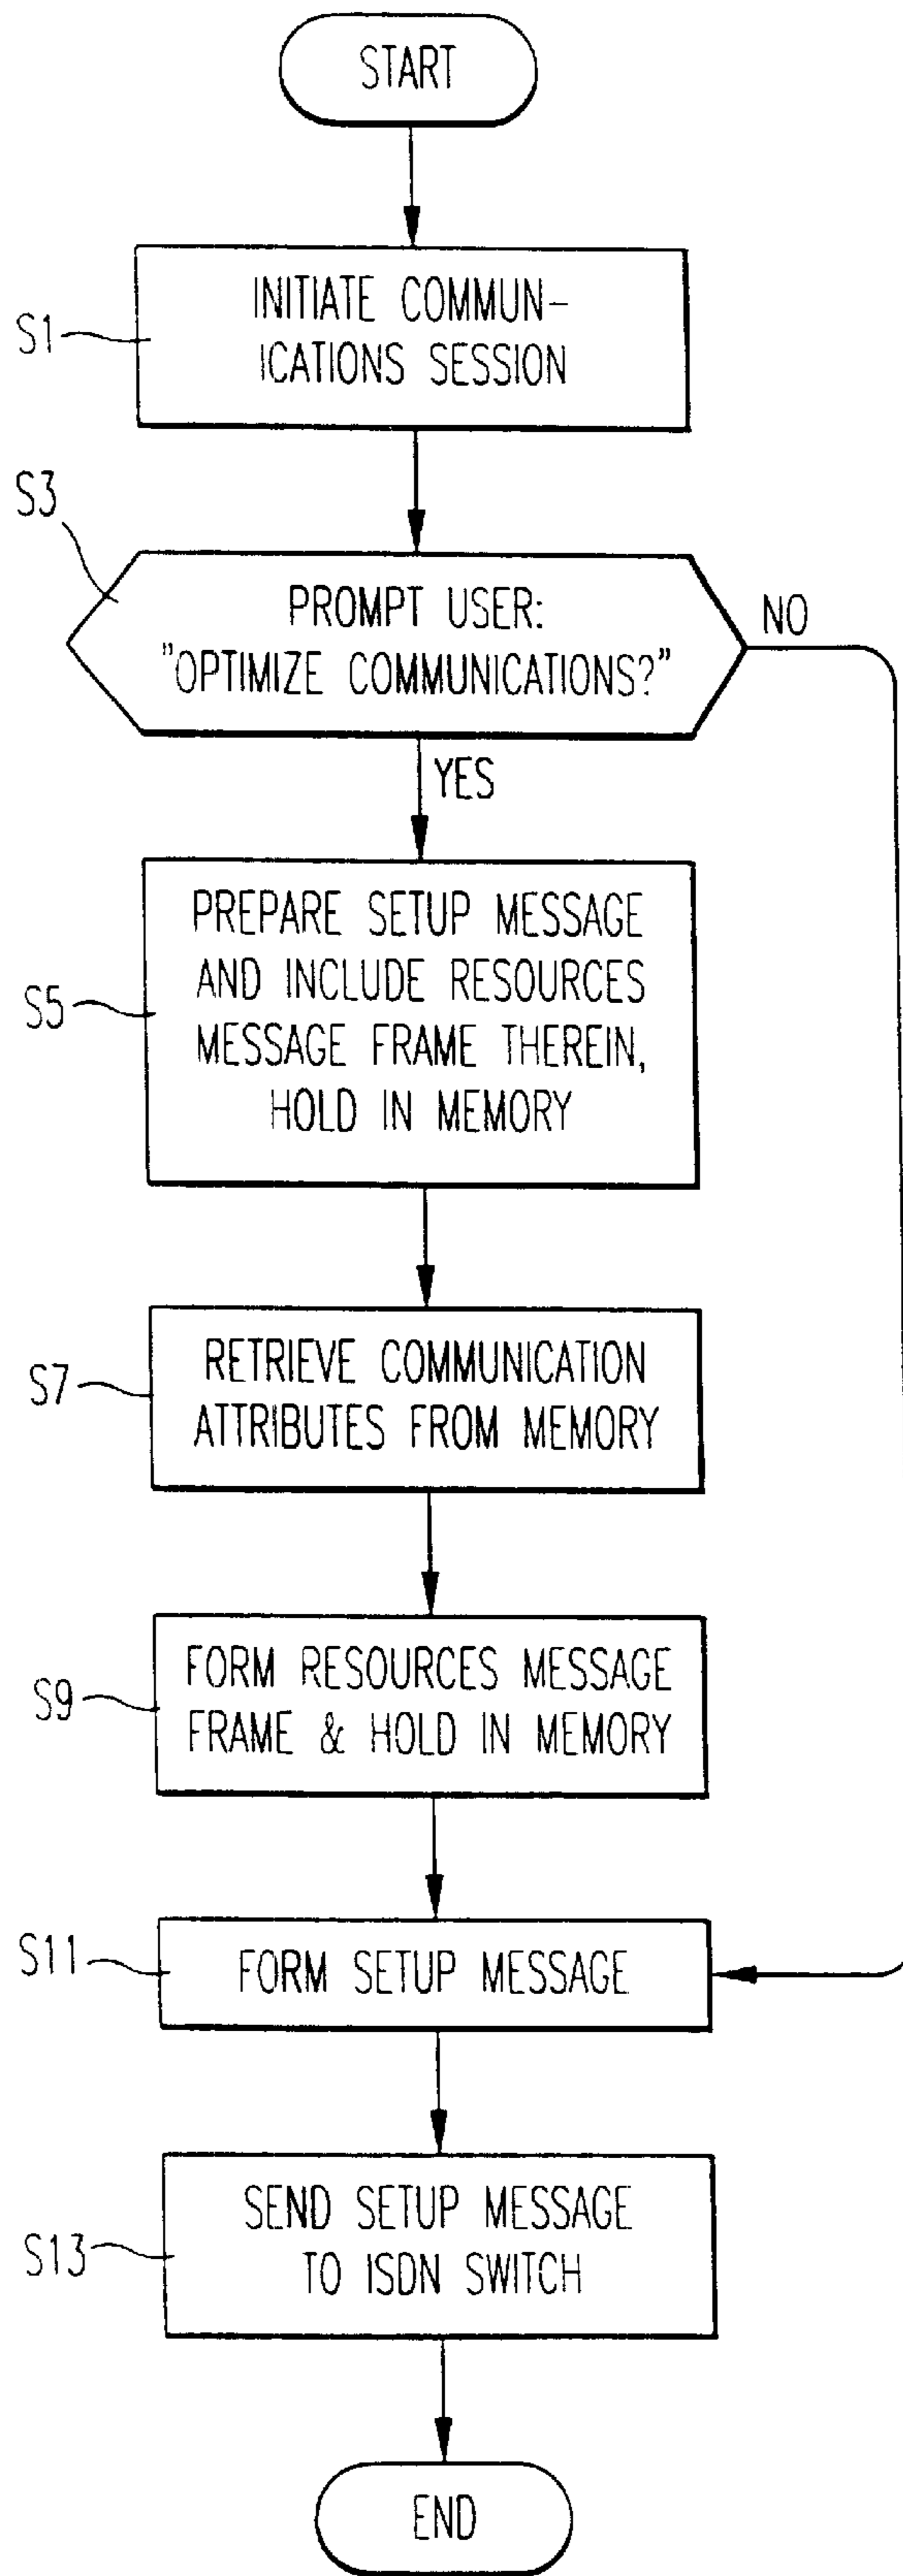 START
S1
INITIATE COMMUN-
ICATIONS SESSION
S3
PROMPT USER:
"OPTIMIZE COMMUNICATIONS?"
NO
YES
S5
PREPARE SETUP MESSAGE
AND INCLUDE RESOURCES
MESSAGE FRAME THEREIN,
HOLD IN MEMORY
S7
RETRIEVE COMMUNICATION
ATTRIBUTES FROM MEMORY
S9
FORM RESOURCES MESSAGE
FRAME & HOLD IN MEMORY
S11
FORM SETUP MESSAGE
S13
SEND SETUP MESSAGE
TO ISDN SWITCH
END